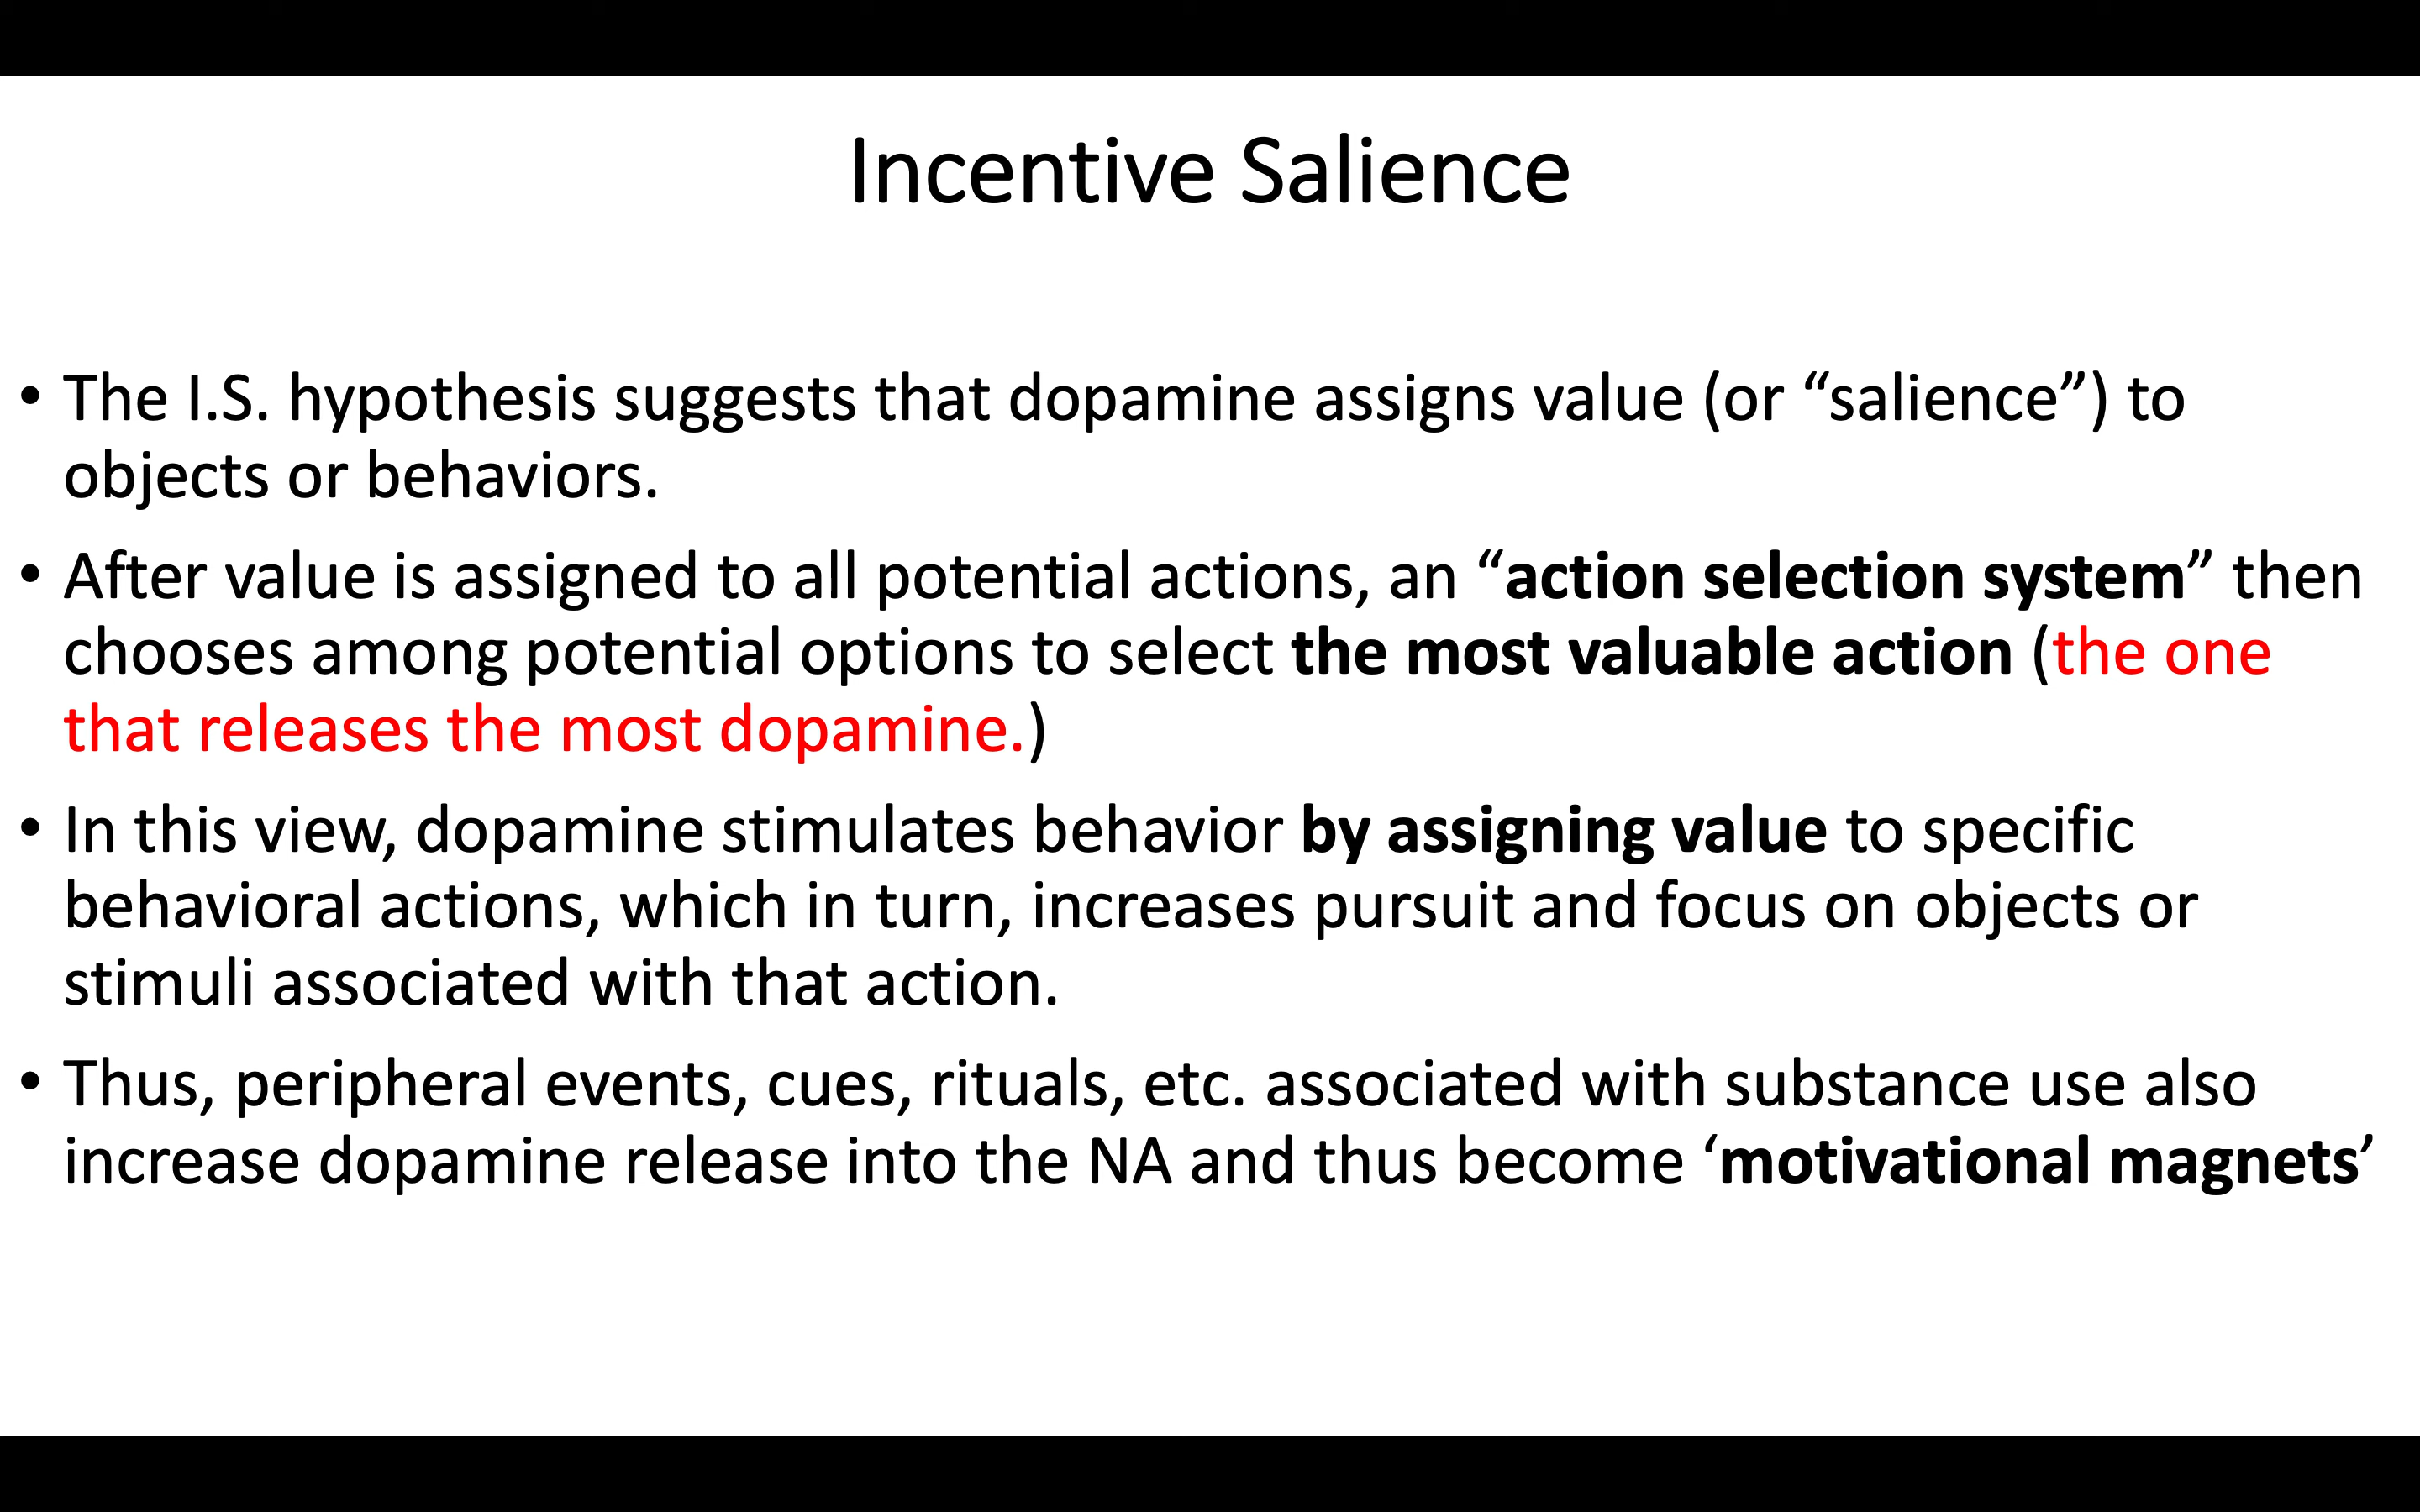 Incentive Salience
• The I.S. hypothesis suggests that dopamine assigns value (or “salience”) to
objects or behaviors.
• After value is assigned to all potential actions, an “action selection system” then
chooses among potential options to select the most valuable action (the one
that releases the most dopamine.)
• In this view, dopamine stimulates behavior by assigning value to specific
behavioral actions, which in turn, increases pursuit and focus on objects or
stimuli associated with that action.
• Thus, peripheral events, cues, rituals, etc. associated with substance use also
increase dopamine release into the NA and thus become ‘motivational magnets’